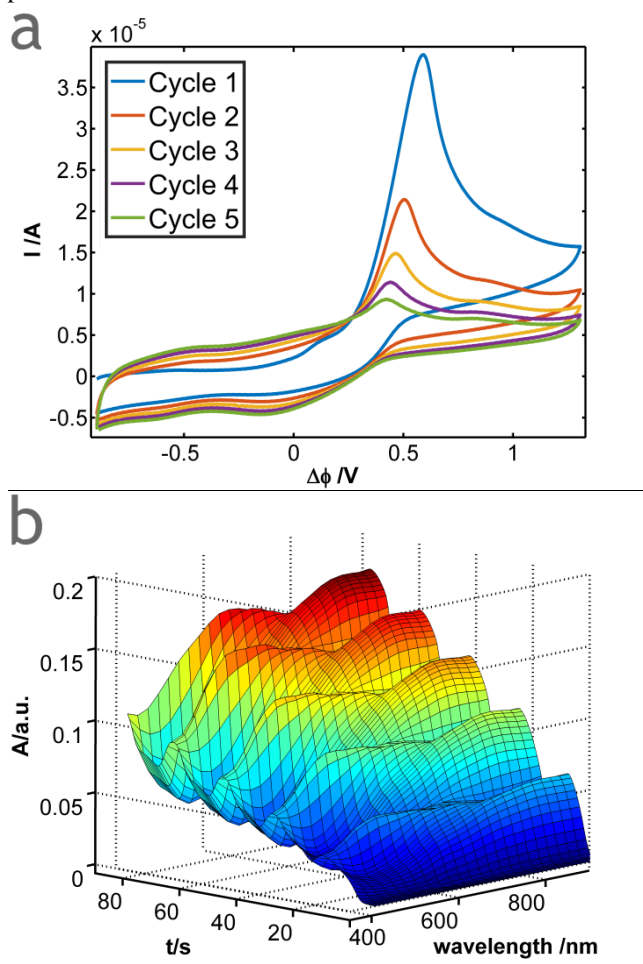 a
x 10^-5
3.5
3
2.5
2
1.5
1
0.5
0
-0.5
I /A
Cycle 1
Cycle 2
Cycle 3
Cycle 4
Cycle 5
-0.5 0 0.5 1
Δϕ /V
b
0.2
0.15
0.1
0.05
0
A/a.u.
80 60 40 20
t/s
400 600 800
wavelength /nm